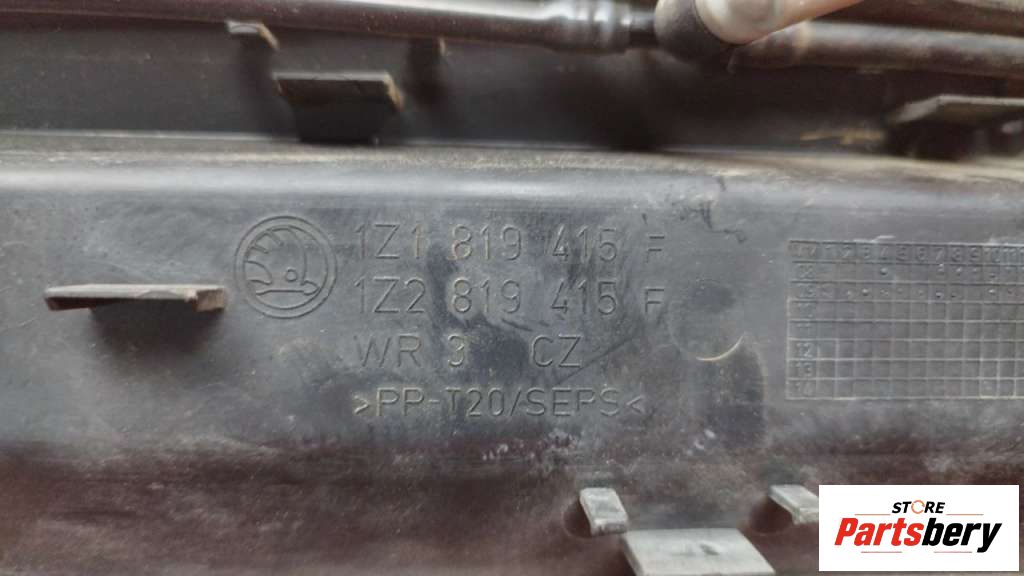 1Z1 819 415 F
1Z2 819 415 F
WR 3 CZ
>PP-T20/SEPS<
STORE
Partsbery